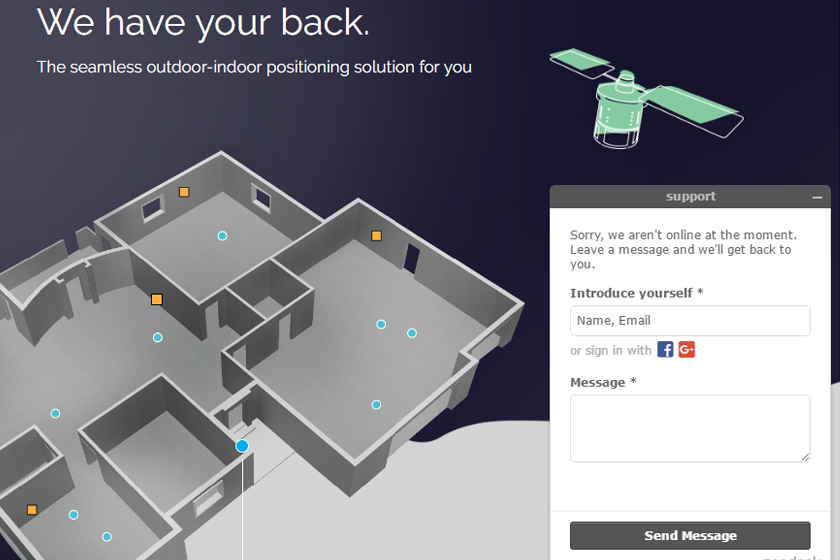 We have your back.
The seamless outdoor-indoor positioning solution for you
support
Sorry, we aren't online at the moment.
Leave a message and we'll get back to
you.
Introduce yourself *
Name, Email
or sign in with
Message *
Send Message